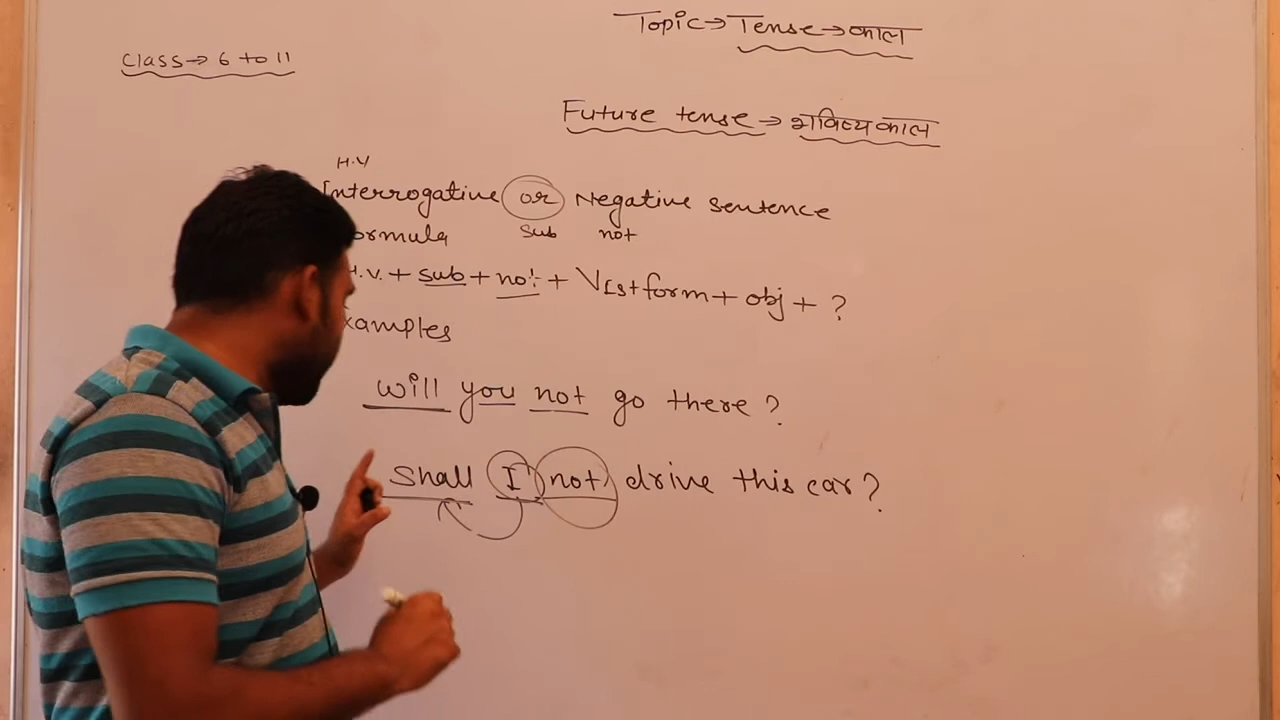 Topic → Tense → काल
Class → 6 to 11
Future tense → भविष्य काल
H.V
Interrogative or Negative sentence
ormula sub not
H.V. + sub + not + VIst form + obj + ?
xamples
will you not go there ?
Shall I not drive this car ?